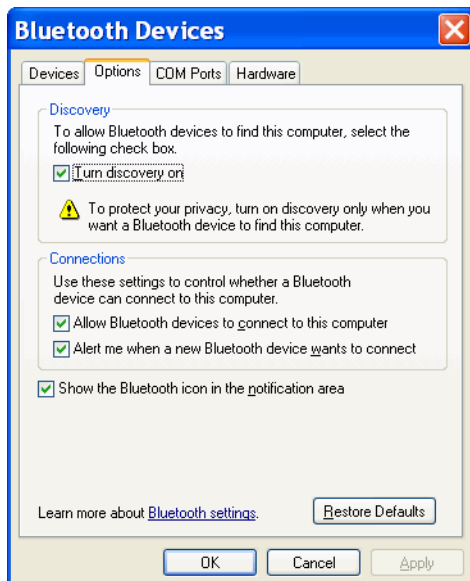 Bluetooth Devices
Devices Options COM Ports Hardware
Discovery
To allow Bluetooth devices to find this computer, select the
following check box.
Turn discovery on
To protect your privacy, turn on discovery only when you
want a Bluetooth device to find this computer.
Connections
Use these settings to control whether a Bluetooth
device can connect to this computer.
Allow Bluetooth devices to connect to this computer
Alert me when a new Bluetooth device wants to connect
Show the Bluetooth icon in the notification area
Learn more about Bluetooth settings.
Restore Defaults
OK Cancel Apply